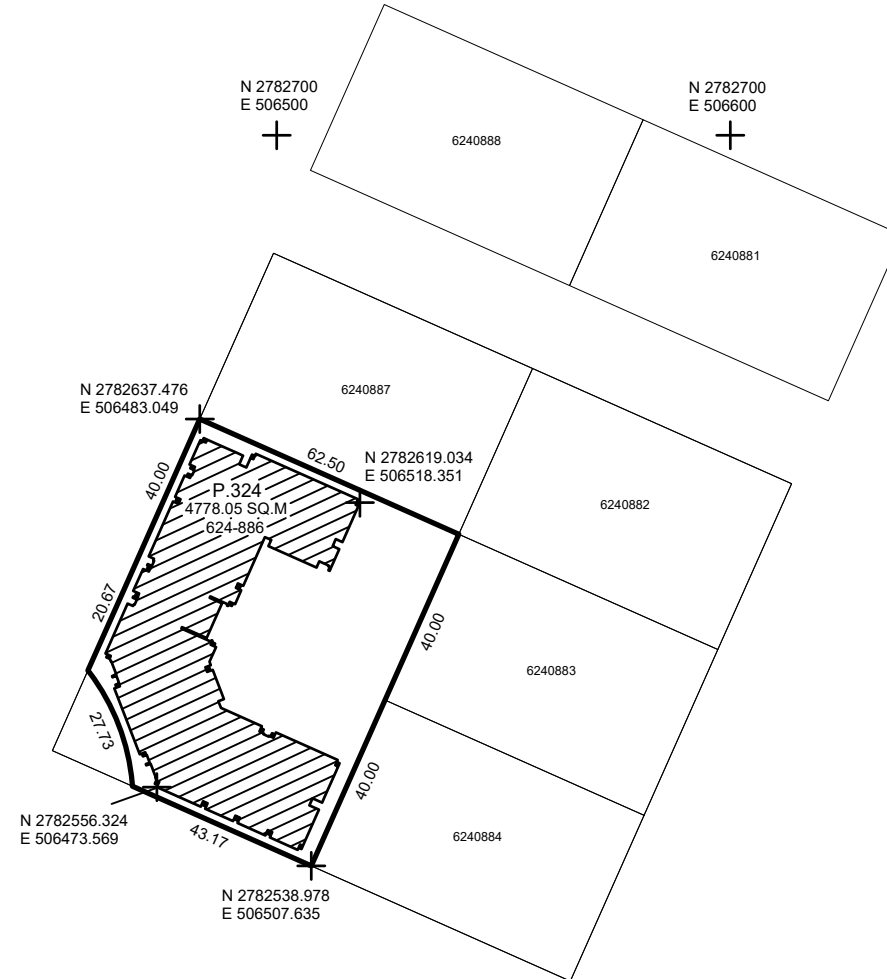 N 2782700
E 506500
N 2782700
E 506600
6240888
6240881
N 2782637.476
E 506483.049
6240887
62.50
N 2782619.034
E 506518.351
40.00
P.324
4778.05 SQ.M
624-886
6240882
20.67
40.00
6240883
27.73
40.00
N 2782556.324
E 506473.569
43.17
6240884
N 2782538.978
E 506507.635